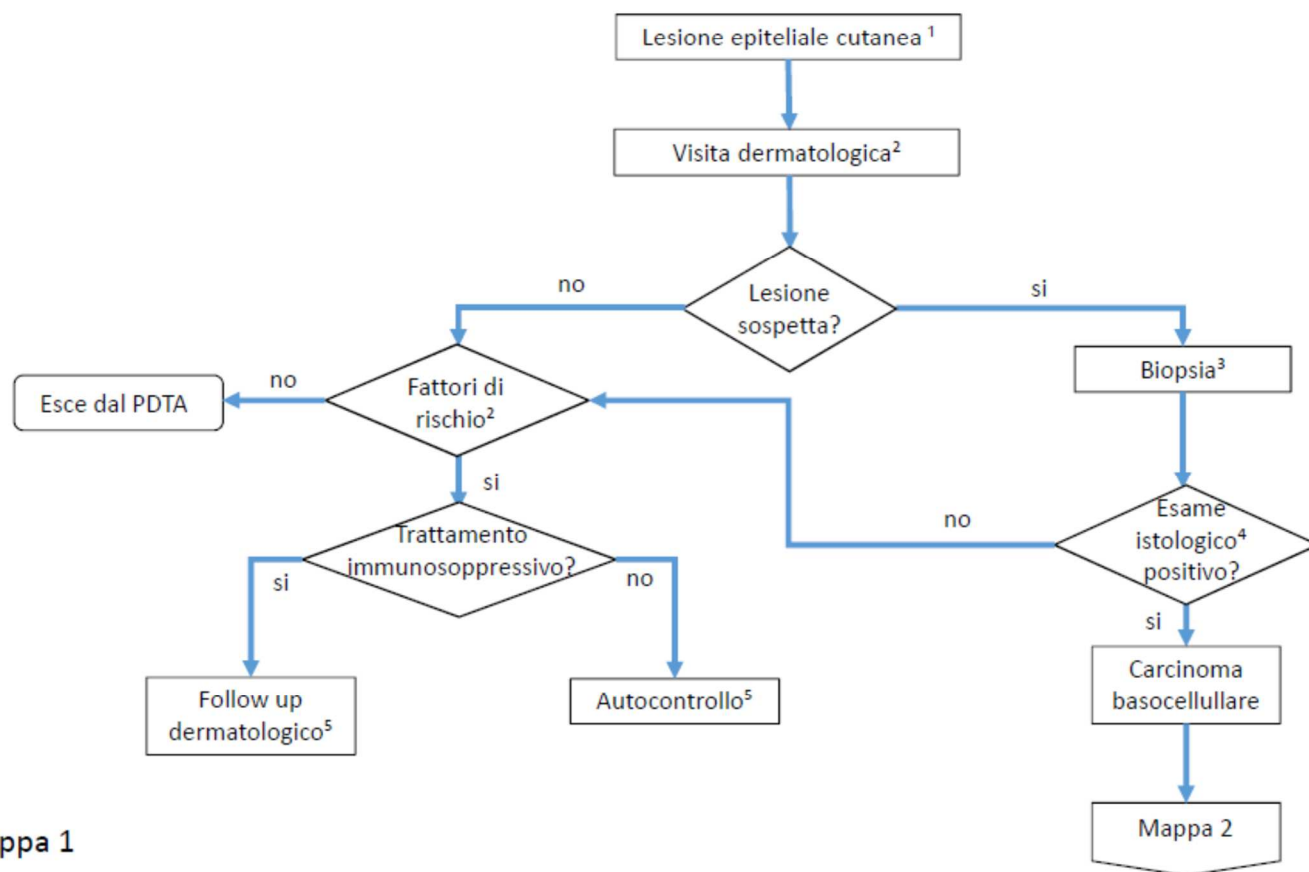 Lesione epiteliale cutanea ¹
Visita dermatologica²
no
Lesione
sospetta?
si
Esce dal PDTA
no
Fattori di
rischio²
Biopsia³
si
Trattamento
immunosoppressivo?
si
no
no
Esame
istologico⁴
positivo?
si
Follow up
dermatologico⁵
Autocontrollo⁵
Carcinoma
basocellullare
Mappa 2
ppa 1